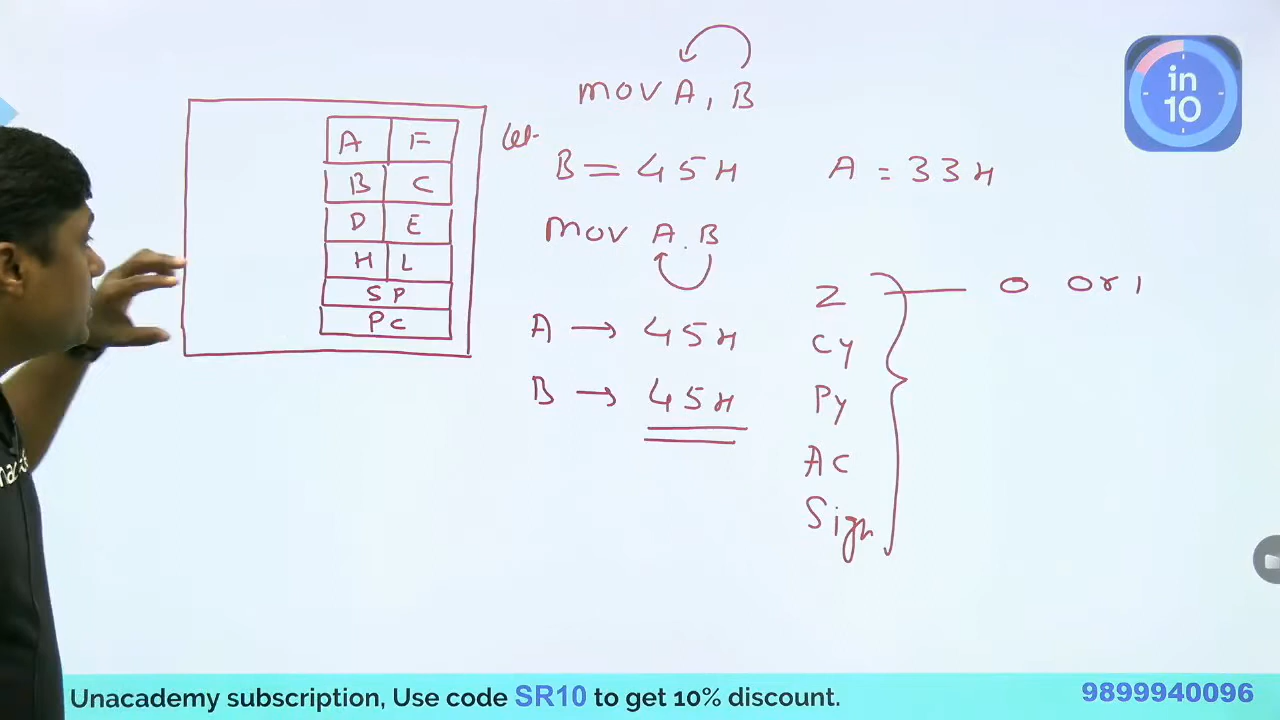 mov A, B
A F
B C
D E
H L
SP
PC
let
B = 45H
A = 33H
mov A.B
A → 45H
B → 45H
Z — 0 or 1
Cy
Py
AC
Sign
in
10
Unacademy subscription, Use code SR10 to get 10% discount.
9899940096